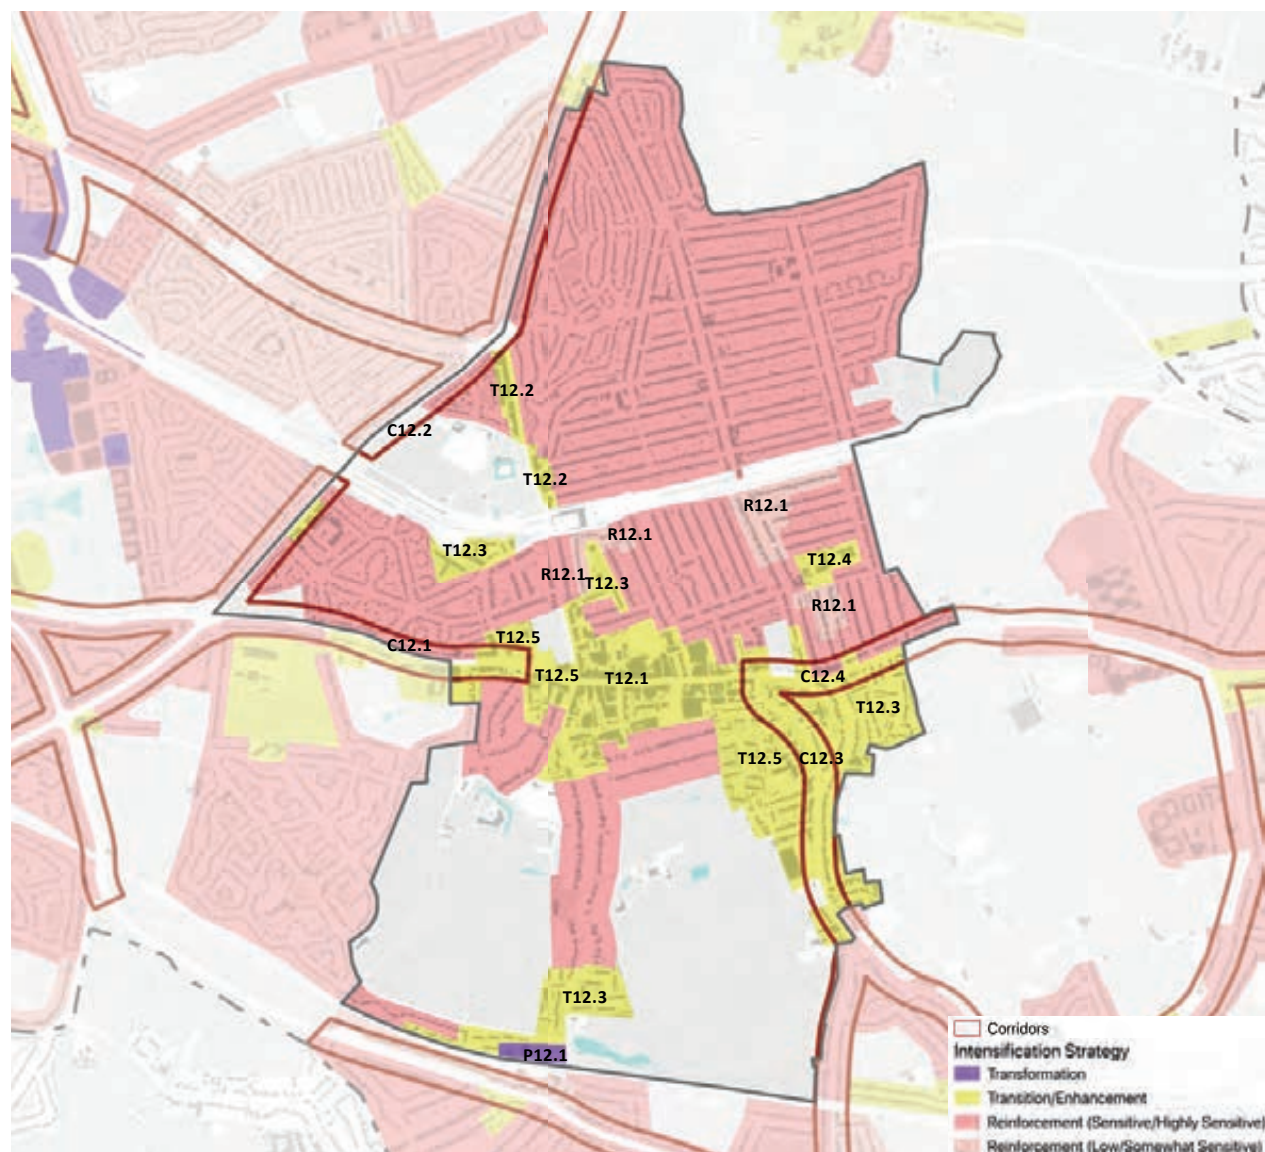 T12.2
C12.2
T12.2
R12.1
R12.1
T12.3
T12.4
R12.1
T12.3
R12.1
T12.5
C12.1
T12.5
T12.1
C12.4
T12.3
T12.5
C12.3
T12.3
P12.1
Corridors
Intensification Strategy
Transformation
Transition/Enhancement
Reinforcement (Sensitive/Highly Sensitive)
Reinforcement (Low/Somewhat Sensitive)